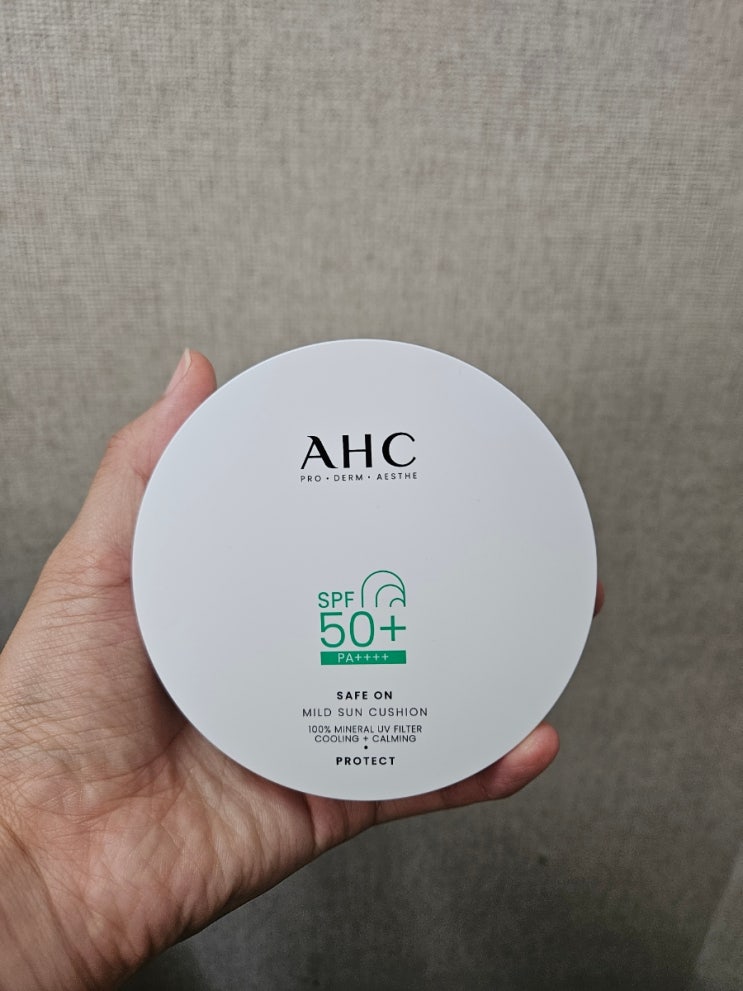 AHC
PRO • DERM • AESTHE
SPF
50+
PA++++
SAFE ON
MILD SUN CUSHION
100% MINERAL UV FILTER
COOLING + CALMING
•
PROTECT